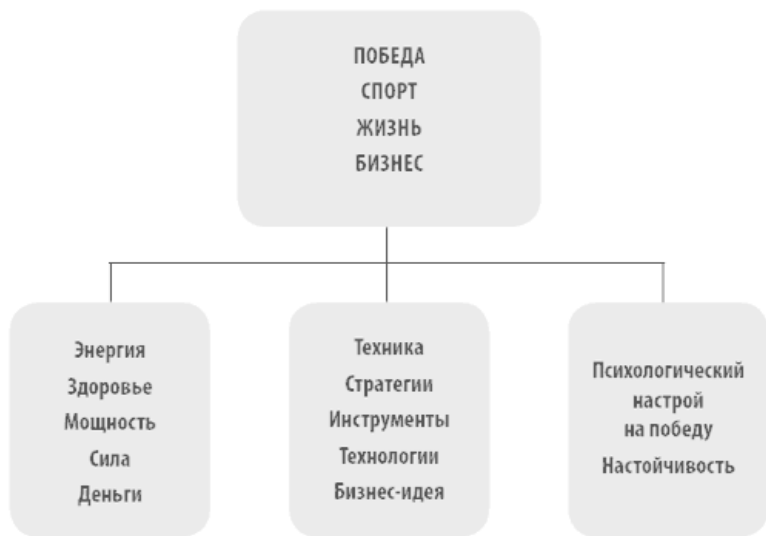 ПОБЕДА
СПОРТ
ЖИЗНЬ
БИЗНЕС
Энергия
Здоровье
Мощность
Сила
Деньги
Техника
Стратегии
Инструменты
Технологии
Бизнес-идея
Психологический
настрой
на победу
Настойчивость